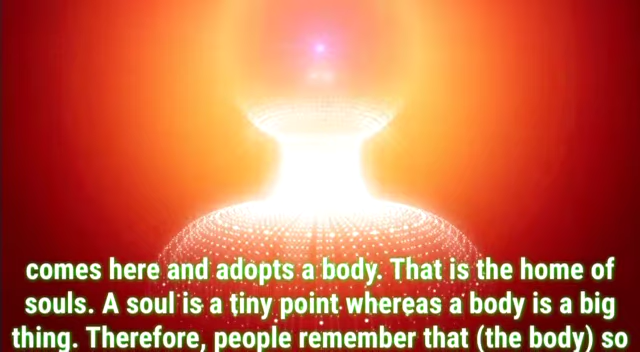 comes here and adopts a body. That is the home of
souls. A soul is a tiny point whereas a body is a big
thing. Therefore, people remember that (the body) so